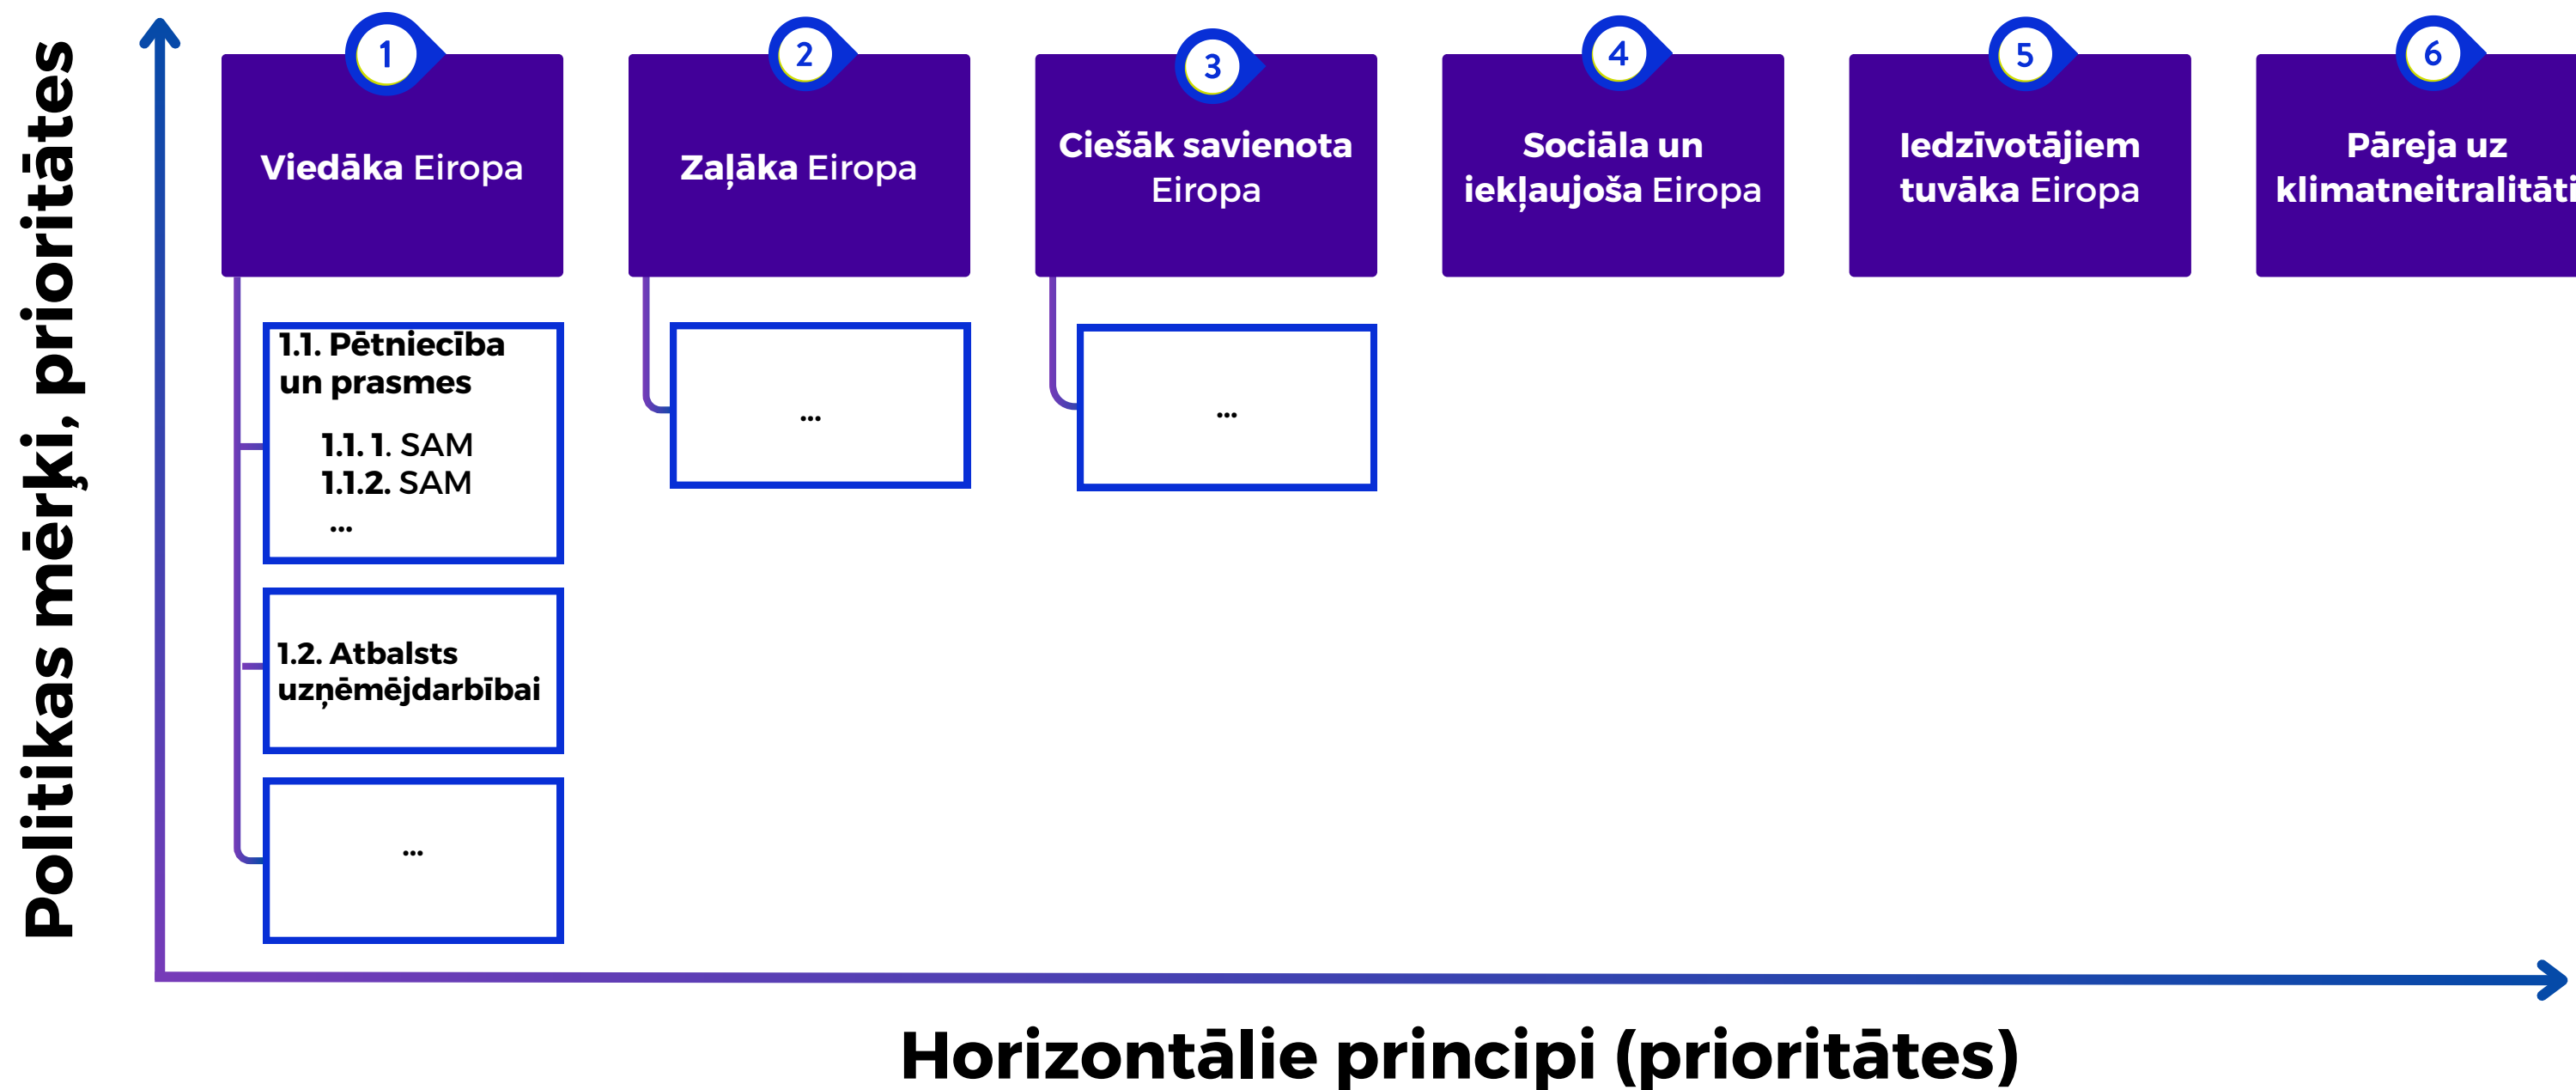 Politikas mērķi, prioritātes
1
Viedāka Eiropa
2
Zaļāka Eiropa
3
Ciešāk savienota
Eiropa
4
Sociāla un
iekļaujoša Eiropa
5
Iedzīvotājiem
tuvāka Eiropa
6
Pāreja uz
klimatneitralitāti
1.1. Pētniecība
un prasmes
1.1. 1. SAM
1.1.2. SAM
...
1.2. Atbalsts
uzņēmējdarbībai
...
...
...
Horizontālie principi (prioritātes)